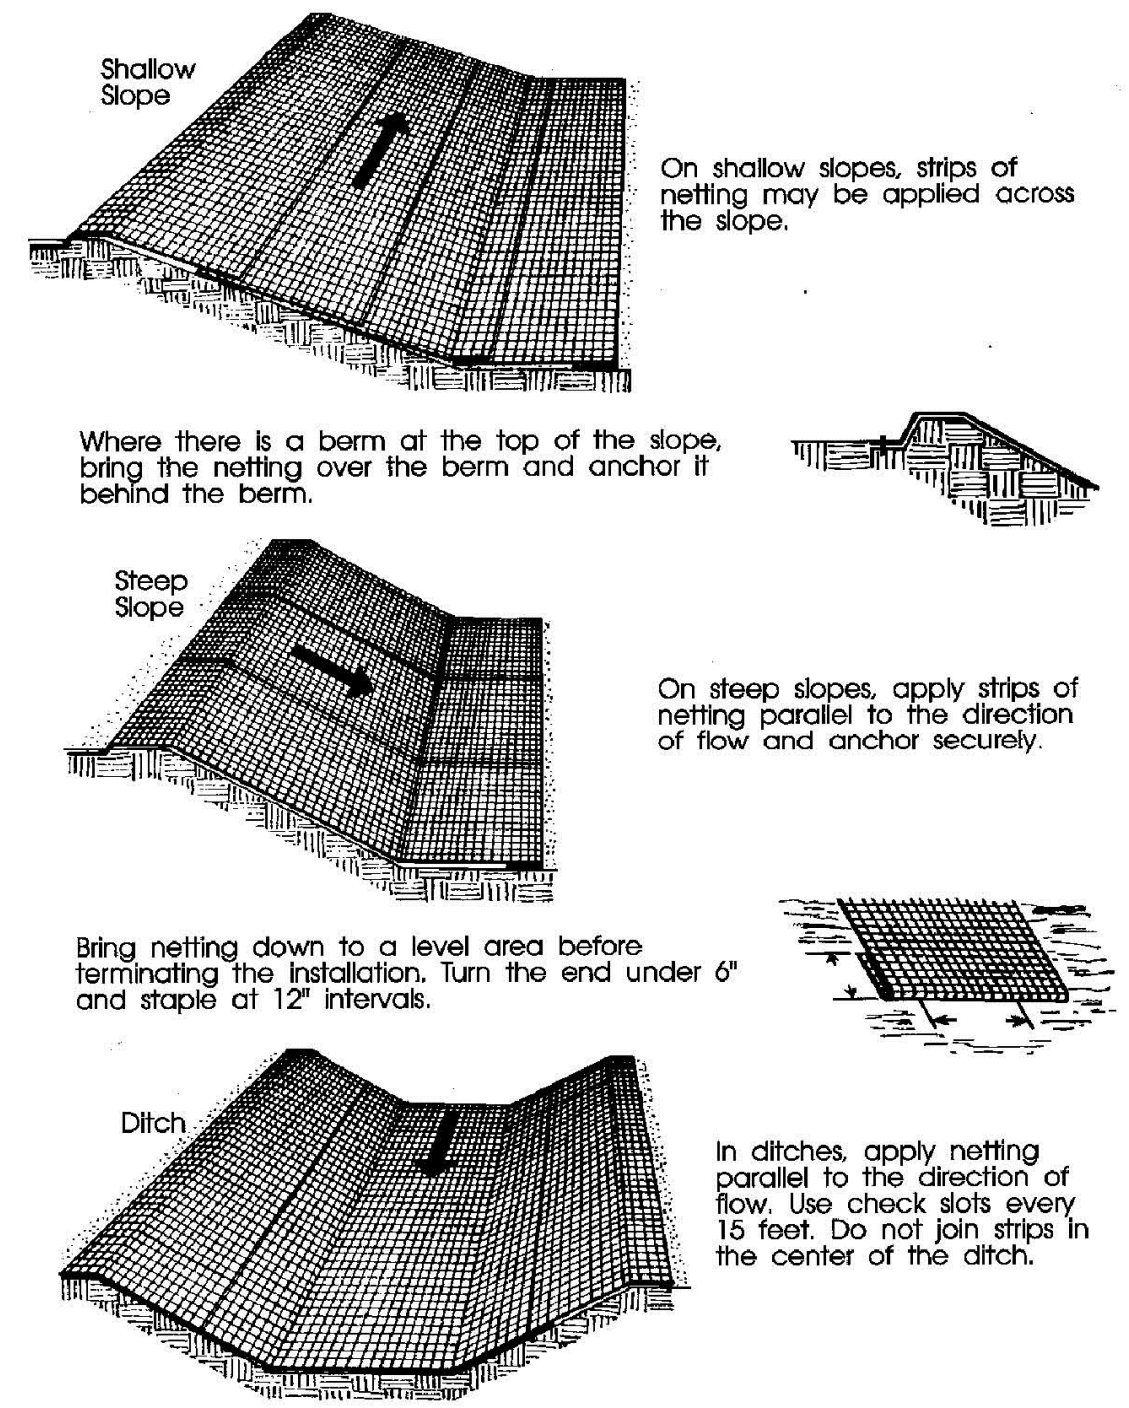 Shallow
Slope
On shallow slopes, strips of
netting may be applied across
the slope.
Where there is a berm at the top of the slope,
bring the netting over the berm and anchor it
behind the berm.
Steep
Slope
On steep slopes, apply strips of
netting parallel to the direction
of flow and anchor securely.
Bring netting down to a level area before
terminating the installation. Turn the end under 6"
and staple at 12" intervals.
Ditch
In ditches, apply netting
parallel to the direction of
flow. Use check slots every
15 feet. Do not join strips in
the center of the ditch.